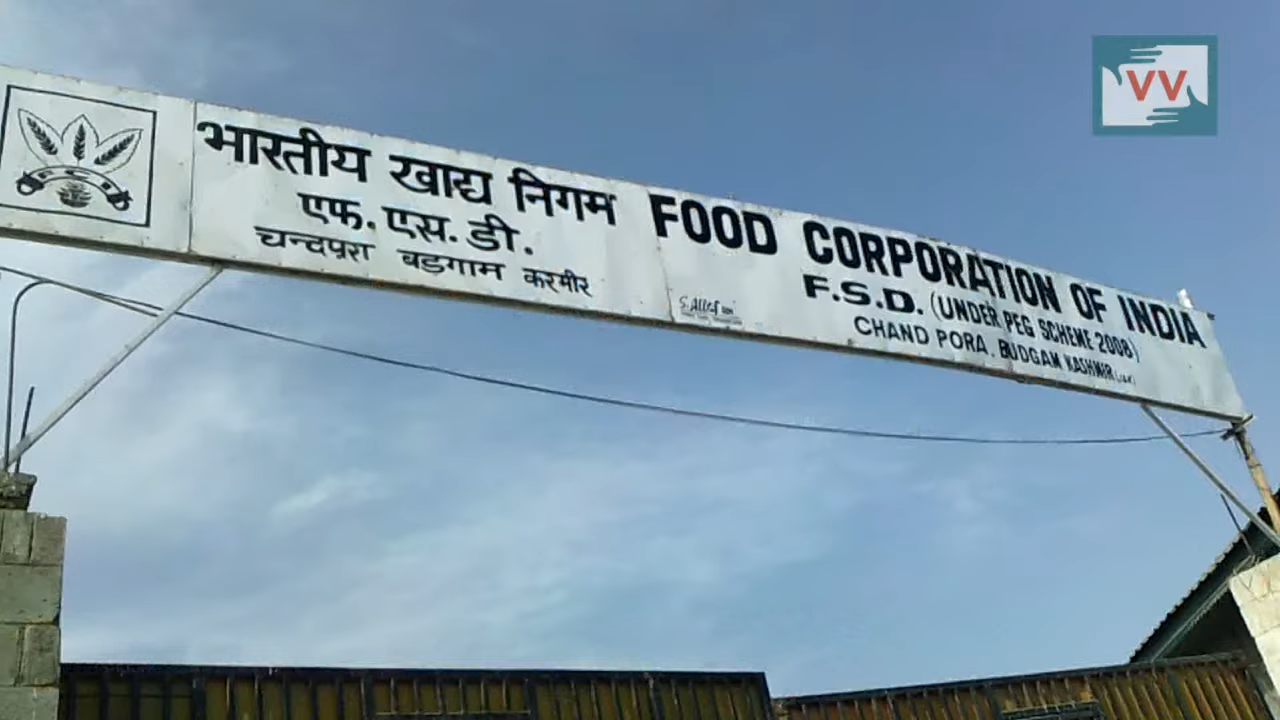 भारतीय खाद्य निगम
एफ. एस. डी.
चन्दपुरा बडगाम करमीर
FOOD CORPORATION OF INDIA
F.S.D. (UNDER PEG SCHEME 2008)
CHAND PORA, BUDGAM KASHMIR (J&K)
VV